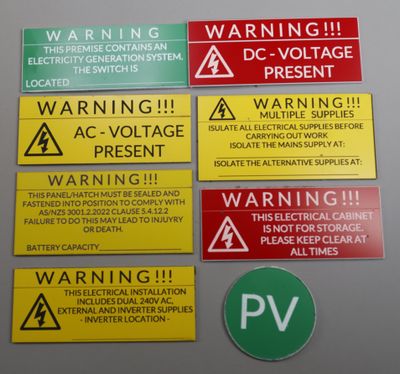 WARNING
THIS PREMISE CONTAINS AN
ELECTRICITY GENERATION SYSTEM.
THE SWITCH IS
LOCATED
WARNING!!!
DC - VOLTAGE
PRESENT
WARNING!!!
AC - VOLTAGE
PRESENT
WARNING!!!
MULTIPLE SUPPLIES
ISULATE ALL ELECTRICAL SUPPLIES BEFORE
CARRYING OUT WORK
ISOLATE THE MAINS SUPPLY AT:
ISOLATE THE ALTERNATIVE SUPPLIES AT:
WARNING!!!
THIS PANEL/HATCH MUST BE SEALED AND
FASTENED INTO POSITION TO COMPLY WITH
AS/NZS 3001.2.2022 CLAUSE 5.4.12.2
FAILURE TO DO THIS MAY LEAD TO INJUYRY
OR DEATH.
BATTERY CAPACITY
WARNING!!!
THIS ELECTRICAL CABINET
IS NOT FOR STORAGE.
PLEASE KEEP CLEAR AT
ALL TIMES
WARNING!!!
THIS ELECTRICAL INSTALLATION
INCLUDES DUAL 240V AC,
EXTERNAL AND INVERTER SUPPLIES
- INVERTER LOCATION -
PV